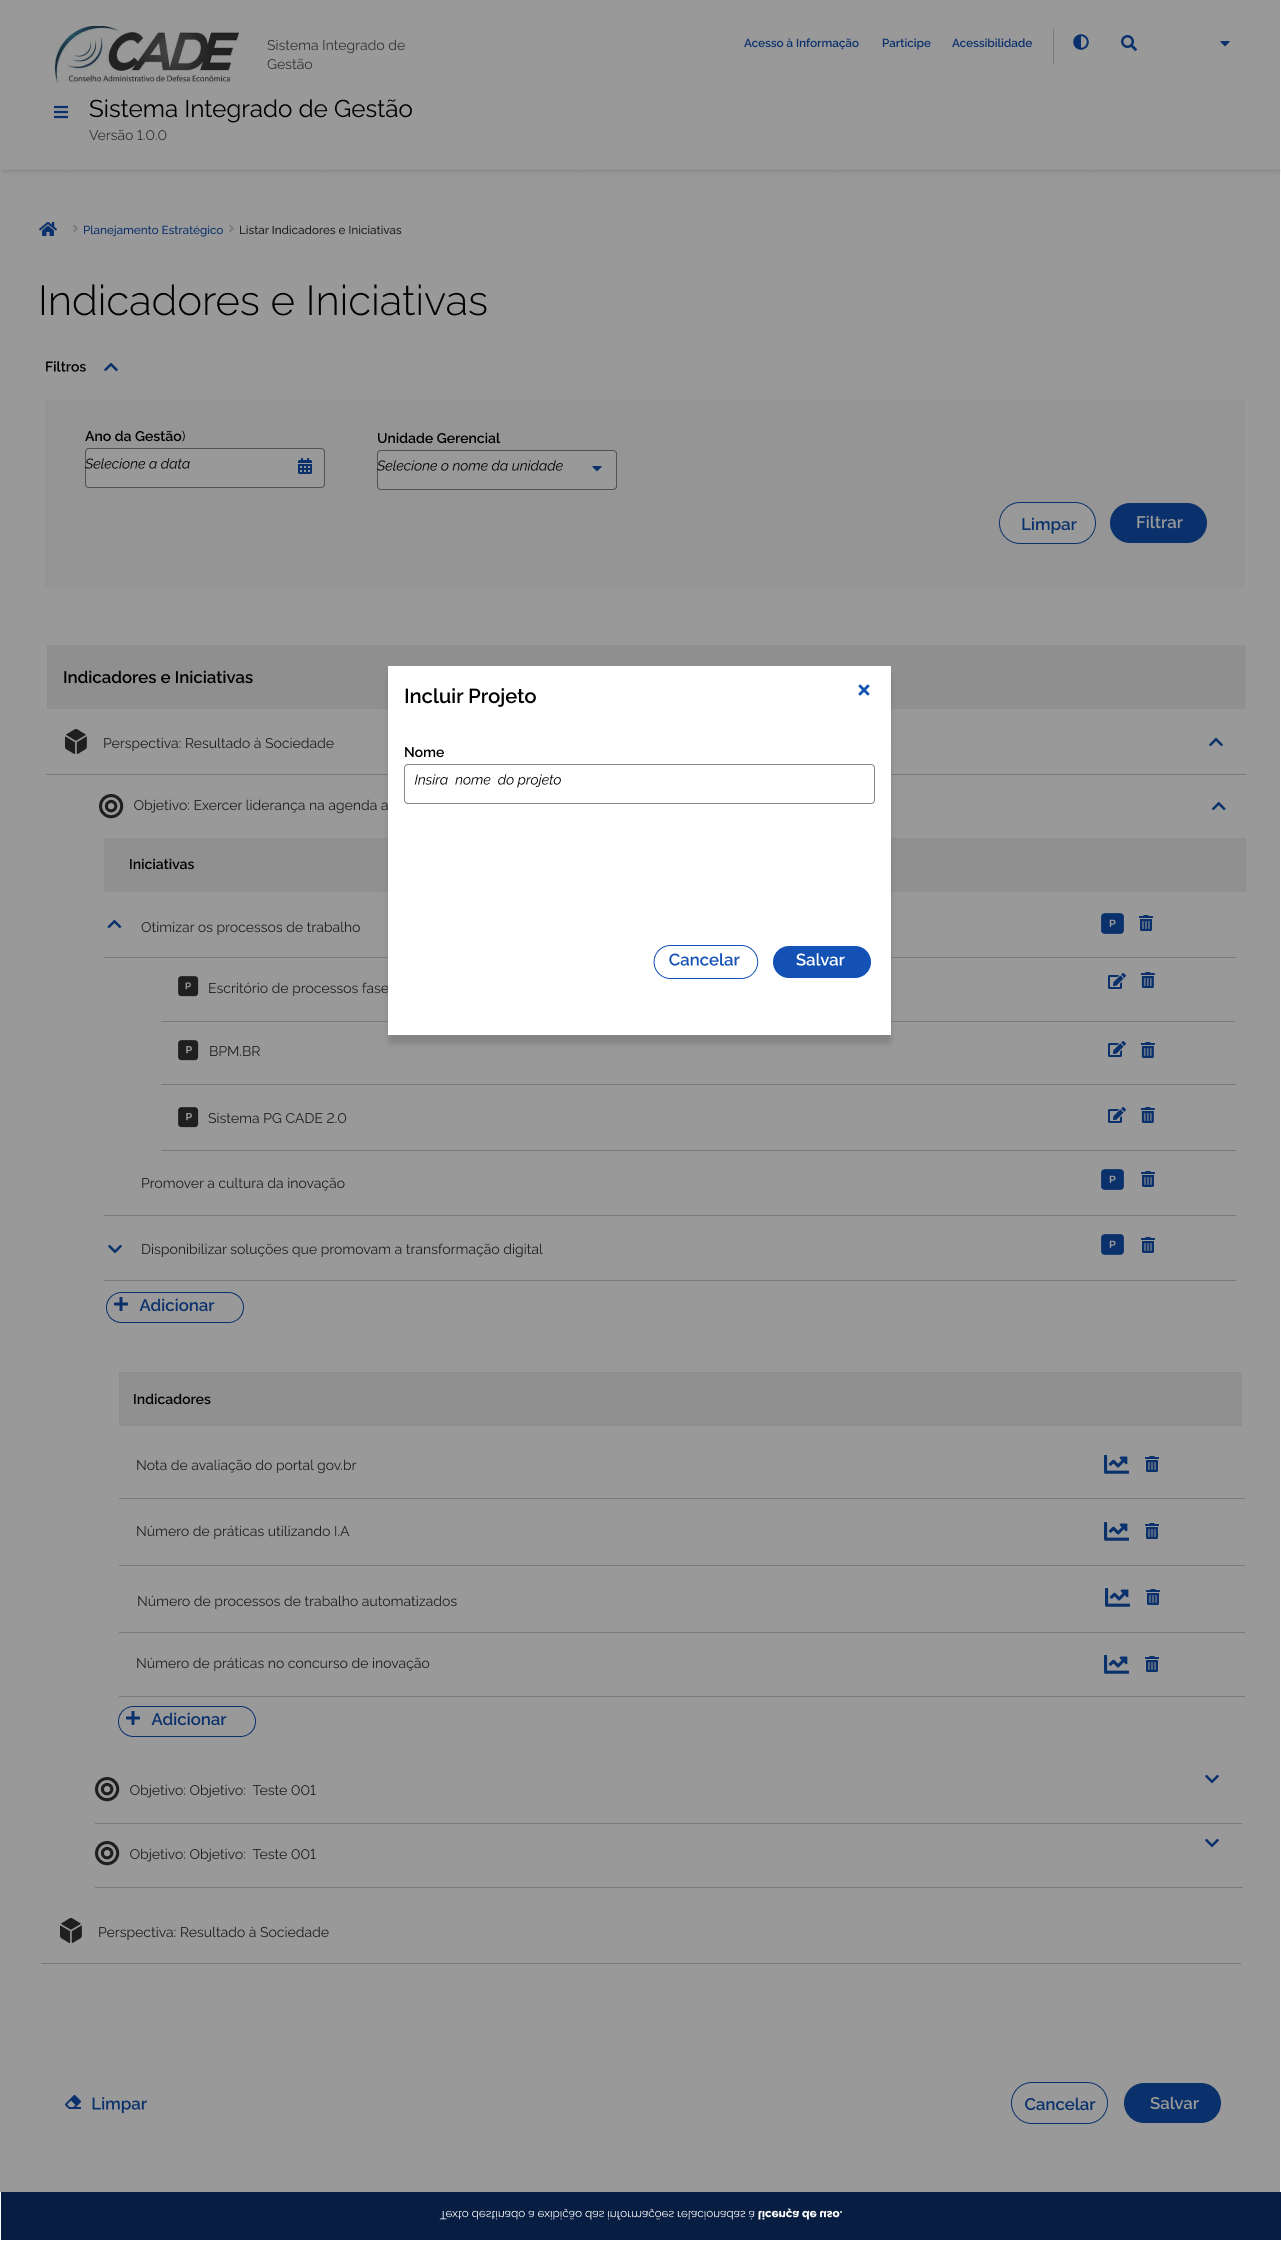 CADE
Conselho Administrativo de Defesa Econômica
Sistema Integrado de
Gestão
Acesso à Informação Participe Acessibilidade
Sistema Integrado de Gestão
Versão 1.0.0
Planejamento Estratégico Listar Indicadores e Iniciativas
Indicadores e Iniciativas
Filtros
Ano da Gestão)
Selecione a data
Unidade Gerencial
Selecione o nome da unidade
Limpar Filtrar
Indicadores e Iniciativas
Perspectiva: Resultado à Sociedade
Objetivo: Exercer liderança na agenda a
Incluir Projeto
Nome
Insira nome do projeto
Cancelar Salvar
Iniciativas
Otimizar os processos de trabalho P
P Escritório de processos fase
P BPM.BR
P Sistema PG CADE 2.0
Promover a cultura da inovação P
Disponibilizar soluções que promovam a transformação digital P
Adicionar
Indicadores
Nota de avaliação do portal gov.br
Número de práticas utilizando I.A
Número de processos de trabalho automatizados
Número de práticas no concurso de inovação
Adicionar
Objetivo: Objetivo: Teste 001
Objetivo: Objetivo: Teste 001
Perspectiva: Resultado à Sociedade
Limpar Cancelar Salvar
Texto destinado a exibição das informações relacionadas à licença de uso.